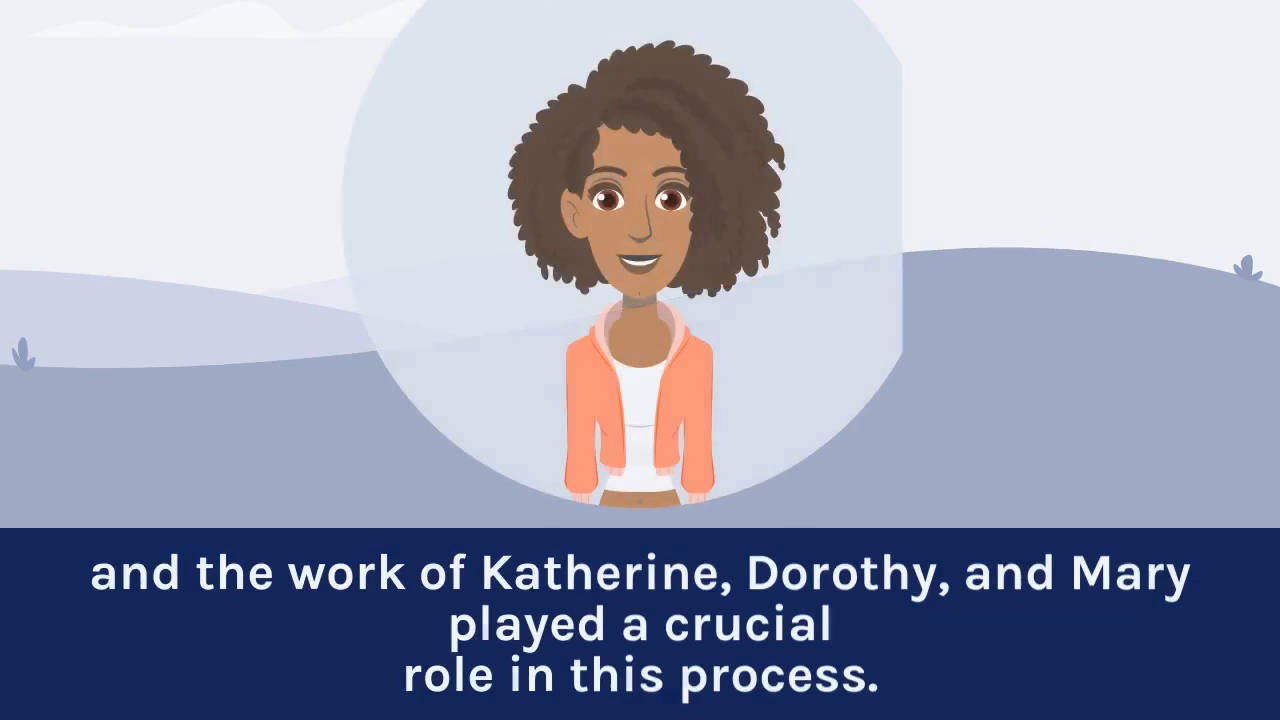 and the work of Katherine, Dorothy, and Mary
played a crucial
role in this process.